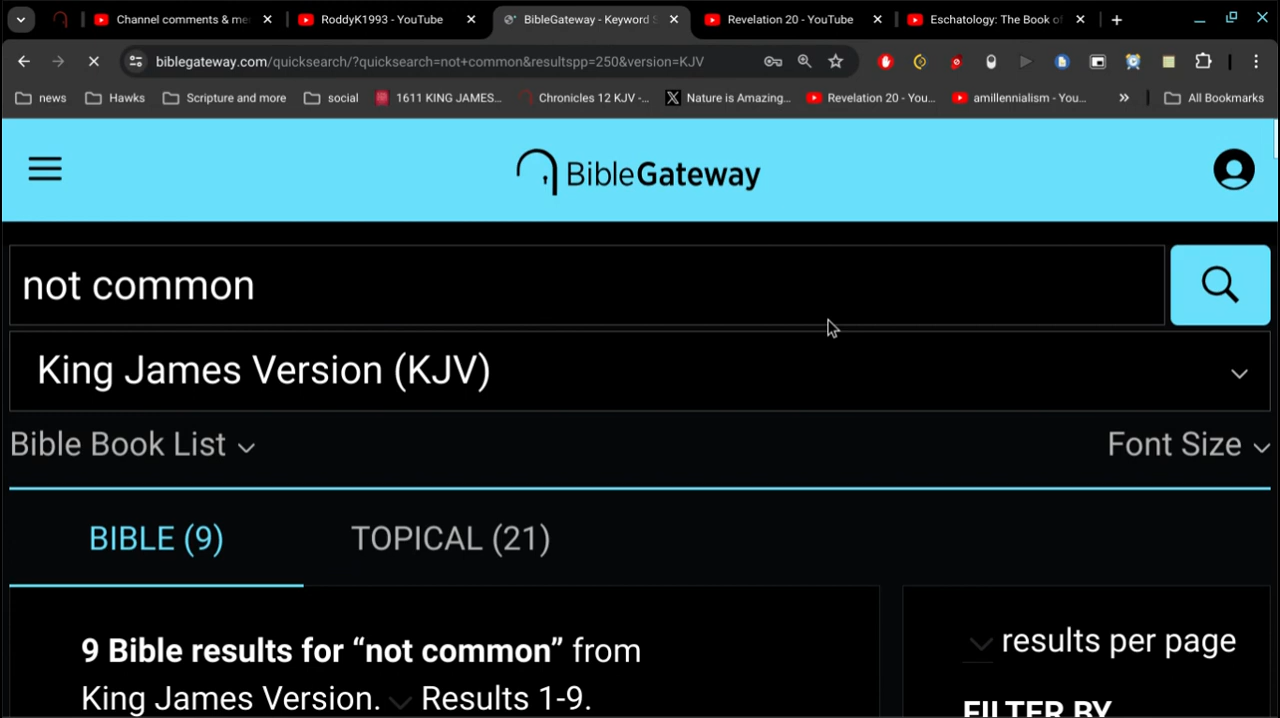 Channel comments & me
RoddyK1993 - YouTube
BibleGateway - Keyword S
Revelation 20 - YouTube
Eschatology: The Book of
biblegateway.com/quicksearch/?quicksearch=not+common&resultspp=250&version=KJV
news
Hawks
Scripture and more
social
1611 KING JAMES...
Chronicles 12 KJV -...
Nature is Amazing...
Revelation 20 - You...
amillennialism - You...
»
All Bookmarks
BibleGateway
not common
King James Version (KJV)
Bible Book List
Font Size
BIBLE (9)
TOPICAL (21)
9 Bible results for “not common” from
King James Version. Results 1-9.
results per page
FILTER BY